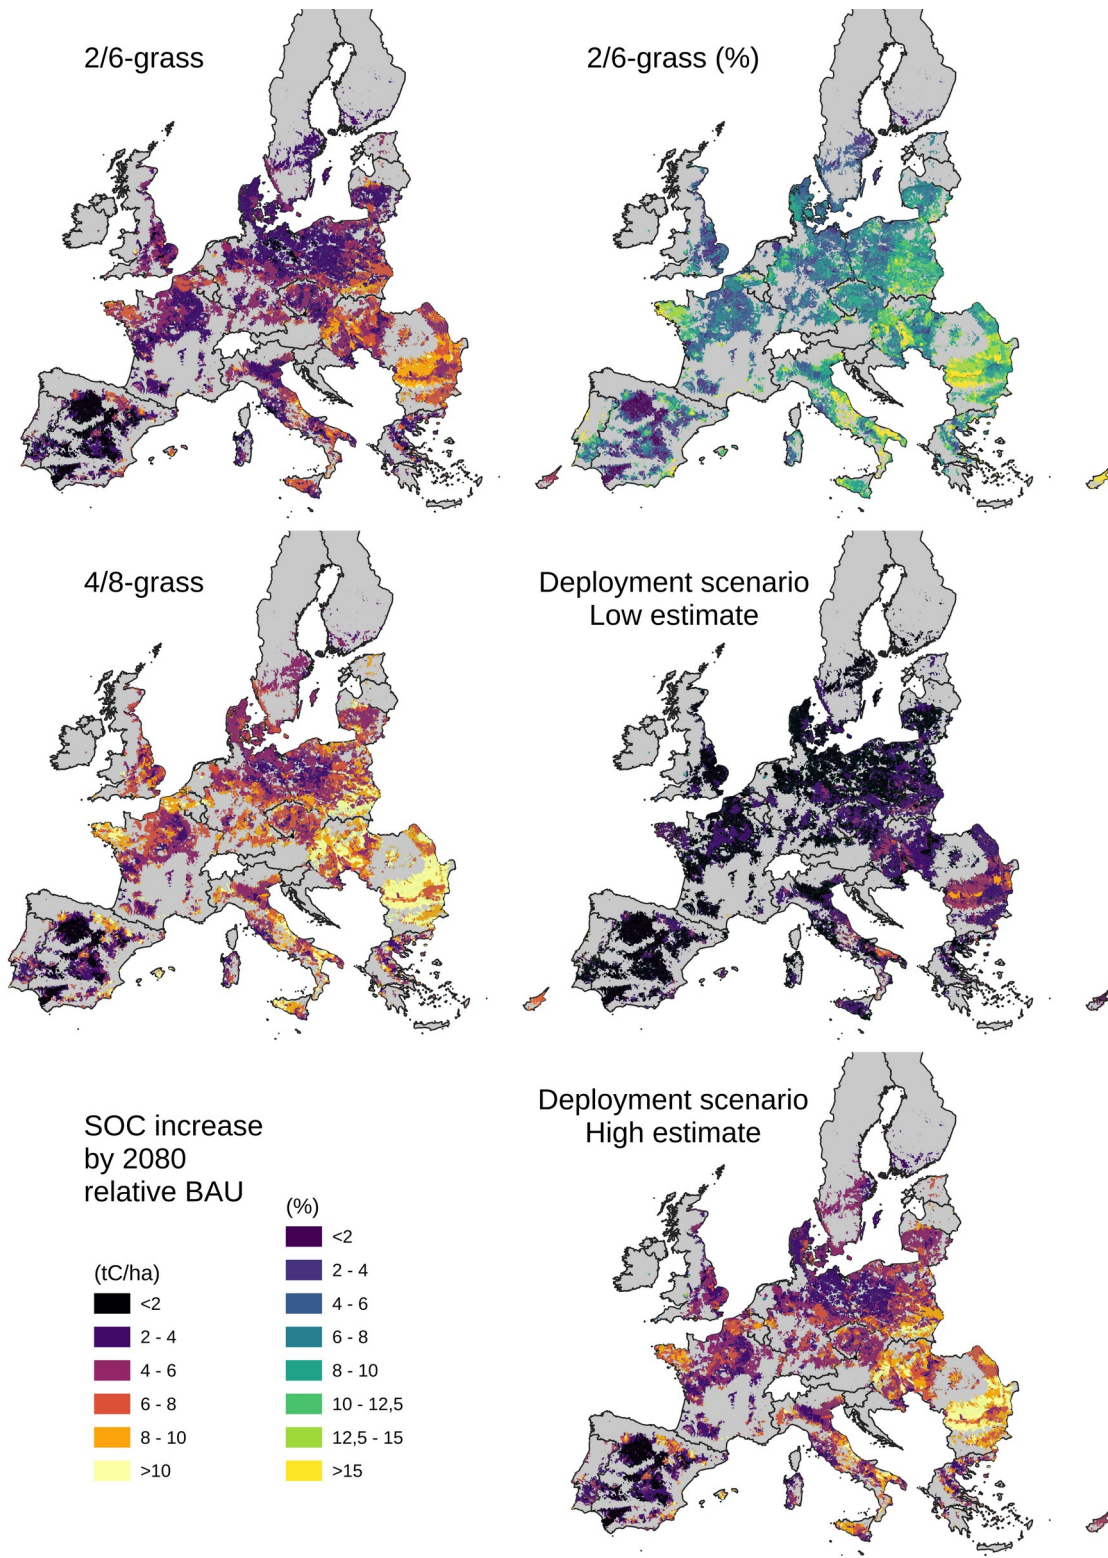 2/6-grass
2/6-grass (%)
4/8-grass
Deployment scenario
Low estimate
Deployment scenario
High estimate
SOC increase
by 2080
relative BAU
(tC/ha)
<2
2 - 4
4 - 6
6 - 8
8 - 10
>10
(%)
<2
2 - 4
4 - 6
6 - 8
8 - 10
10 - 12,5
12,5 - 15
>15